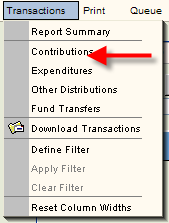 Transactions Print Queue
Report Summary
Contributions
Expenditures
Other Distributions
Fund Transfers
Download Transactions
Define Filter
Apply Filter
Clear Filter
Reset Column Widths